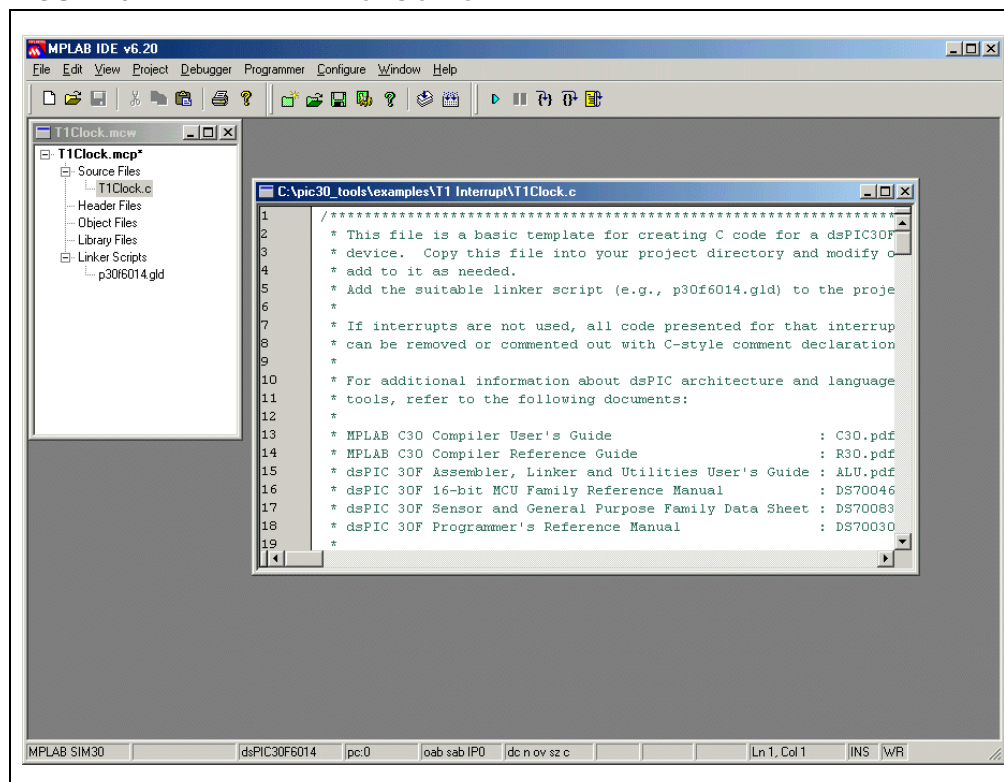 MPLAB IDE v6.20
File Edit View Project Debugger Programmer Configure Window Help
T1Clock.mcw
T1Clock.mcp*
Source Files
T1Clock.c
Header Files
Object Files
Library Files
Linker Scripts
p30f6014.gld
C:\pic30_tools\examples\T1 Interrupt\T1Clock.c
1 /*******************************************************************
2 * This file is a basic template for creating C code for a dsPIC30F
3 * device.  Copy this file into your project directory and modify o
4 * add to it as needed.
5 * Add the suitable linker script (e.g., p30f6014.gld) to the proje
6 *
7 * If interrupts are not used, all code presented for that interrup
8 * can be removed or commented out with C-style comment declaration
9 *
10 * For additional information about dsPIC architecture and language
11 * tools, refer to the following documents:
12 *
13 * MPLAB C30 Compiler User's Guide : C30.pdf
14 * MPLAB C30 Compiler Reference Guide : R30.pdf
15 * dsPIC 30F Assembler, Linker and Utilities User's Guide : ALU.pdf
16 * dsPIC 30F 16-bit MCU Family Reference Manual : DS70046
17 * dsPIC 30F Sensor and General Purpose Family Data Sheet : DS70083
18 * dsPIC 30F Programmer's Reference Manual : DS70030
19 *
MPLAB SIM30 dsPIC30F6014 pc:0 oab sab IP0 dc n ov sz c Ln 1, Col 1 INS WR